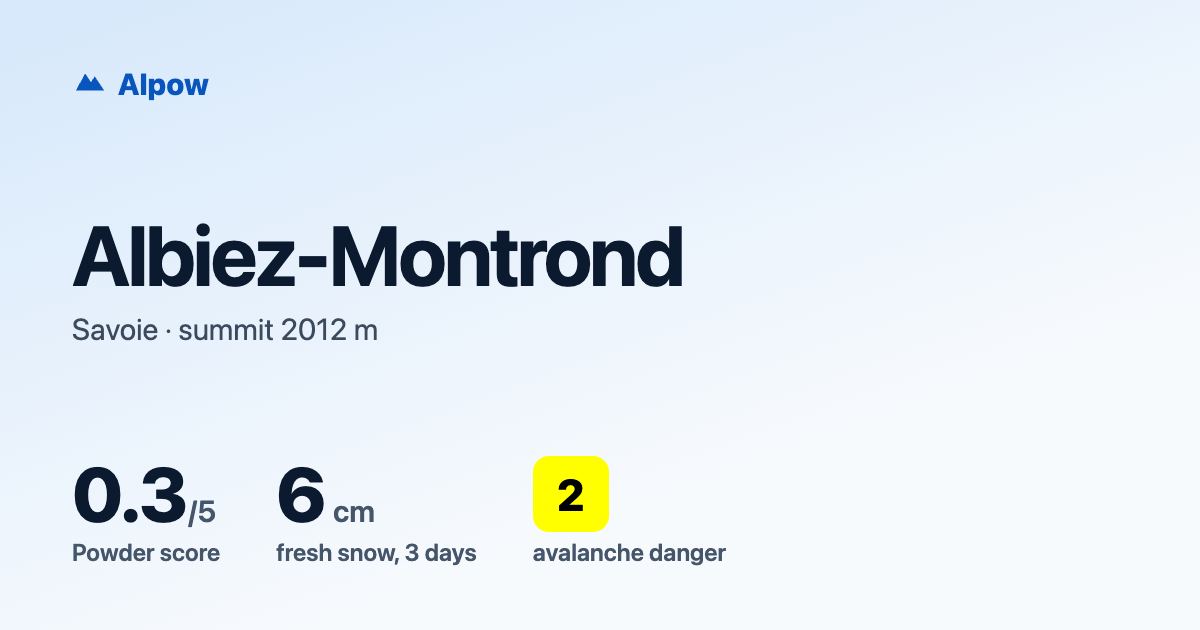 Alpow
Albiez-Montrond
Savoie · summit 2012 m
0.3/5
Powder score
6 cm
fresh snow, 3 days
2
avalanche danger